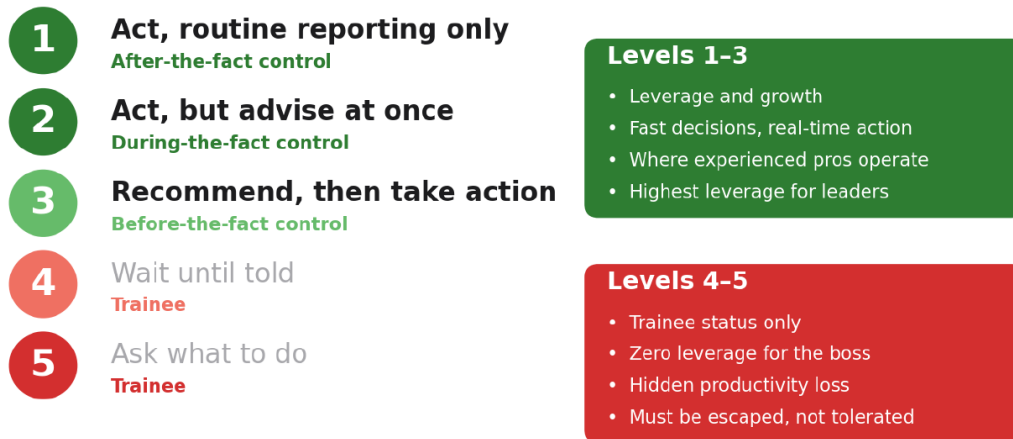 1
Act, routine reporting only
After-the-fact control
2
Act, but advise at once
During-the-fact control
3
Recommend, then take action
Before-the-fact control
4
Wait until told
Trainee
5
Ask what to do
Trainee
Levels 1–3
• Leverage and growth
• Fast decisions, real-time action
• Where experienced pros operate
• Highest leverage for leaders
Levels 4–5
• Trainee status only
• Zero leverage for the boss
• Hidden productivity loss
• Must be escaped, not tolerated